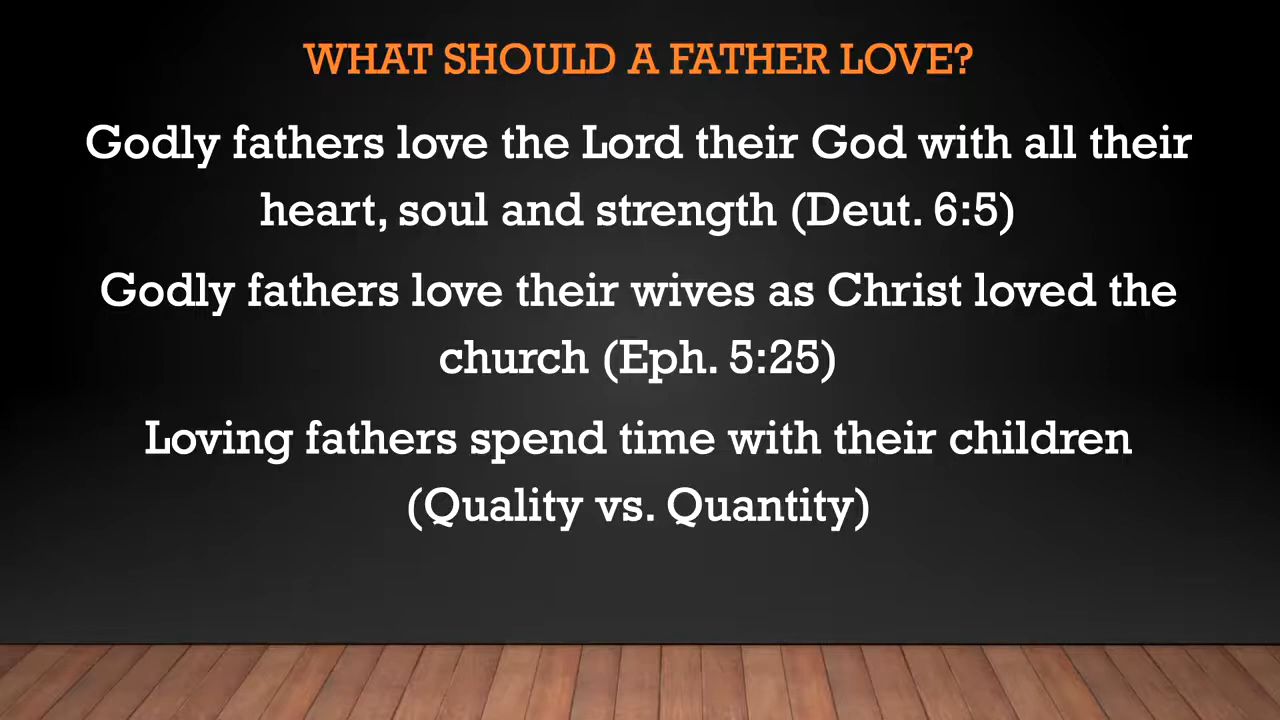 WHAT SHOULD A FATHER LOVE?
Godly fathers love the Lord their God with all their
heart, soul and strength (Deut. 6:5)
Godly fathers love their wives as Christ loved the
church (Eph. 5:25)
Loving fathers spend time with their children
(Quality vs. Quantity)